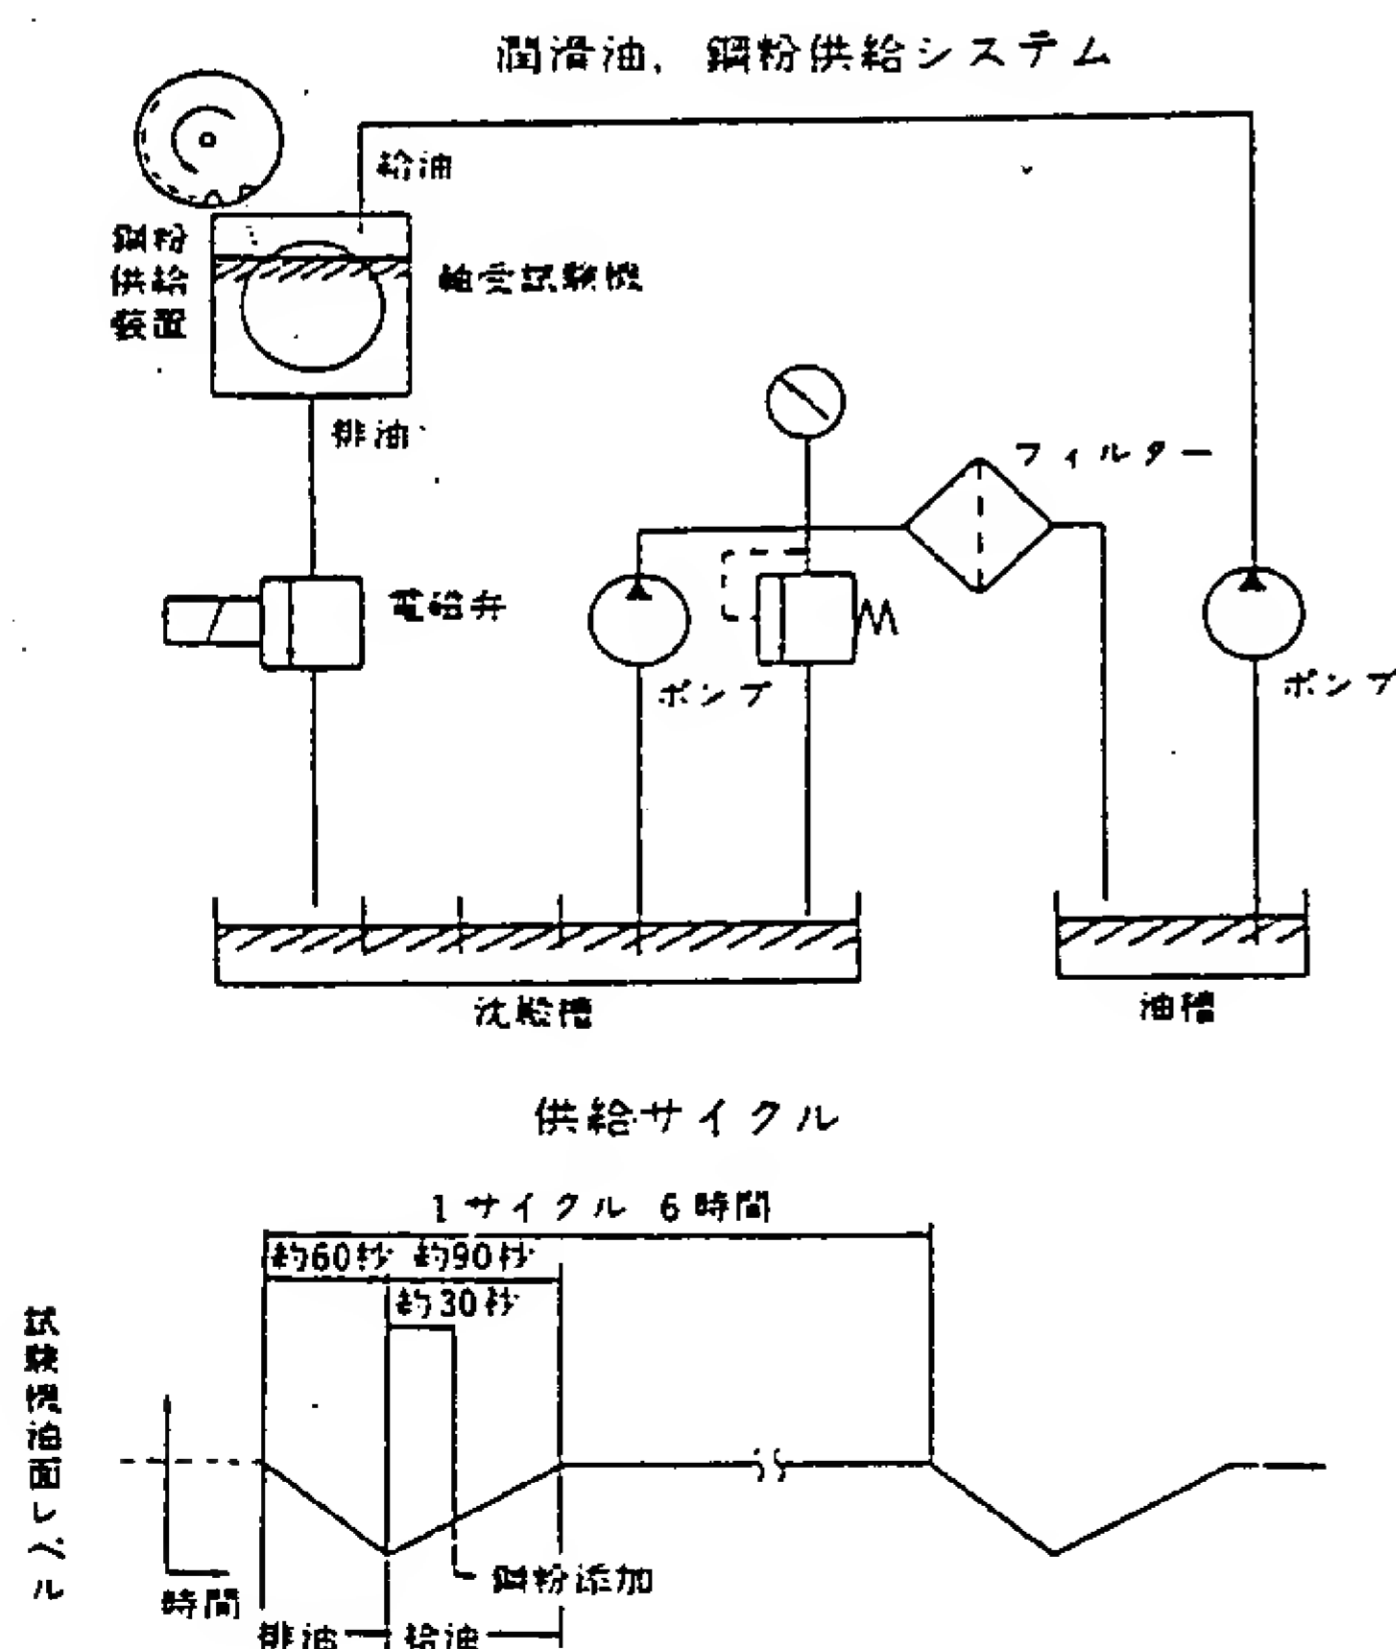 潤滑油, 鋼粉供給システム
給油
鋼粉
供給
装置
軸受試験機
排油
フィルター
電磁弁
ポンプ
ポンプ
沈殿槽
油槽
供給サイクル
1サイクル 6時間
約60秒 約90秒
約30秒
試験機油面レベル
鋼粉添加
時間
排油 給油